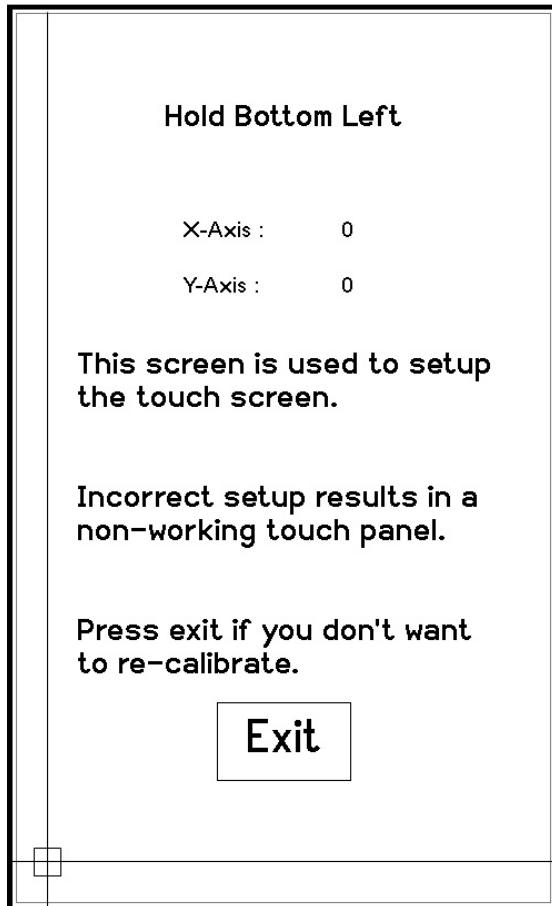 Hold Bottom Left
X-Axis : 0
Y-Axis : 0
This screen is used to setup
the touch screen.
Incorrect setup results in a
non-working touch panel.
Press exit if you don't want
to re-calibrate.
Exit